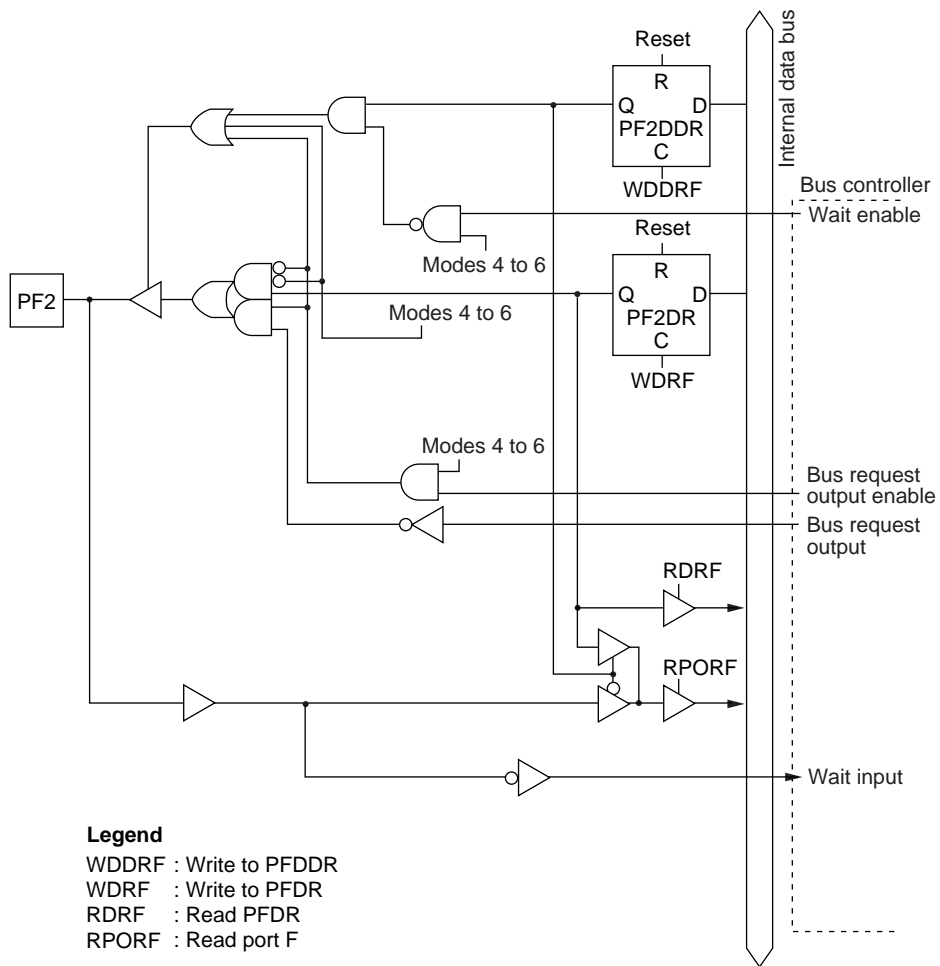 Reset
R
Q D
PF2DDR
C
WDDRF
Internal data bus
Bus controller
Wait enable
Modes 4 to 6
Reset
R
Q D
PF2DR
C
WDRF
PF2
Modes 4 to 6
Modes 4 to 6
Bus request
output enable
Bus request
output
RDRF
RPORF
Wait input
Legend
WDDRF : Write to PFDDR
WDRF : Write to PFDR
RDRF : Read PFDR
RPORF : Read port F